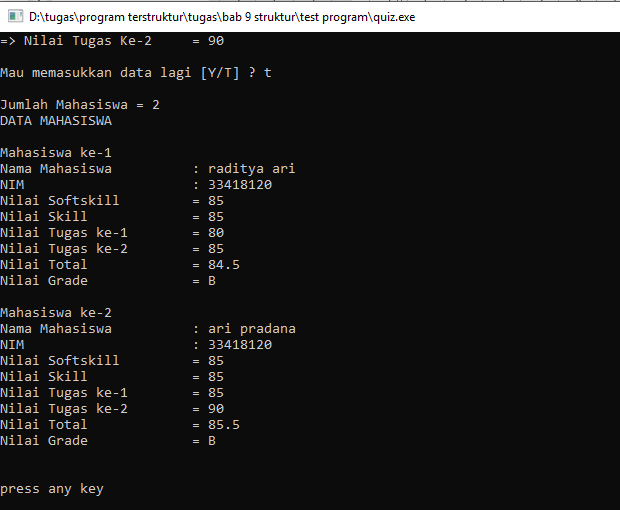 D:\tugas\program terstruktur\tugas\bab 9 struktur\test program\quiz.exe
=> Nilai Tugas Ke-2     = 90
Mau memasukkan data lagi [Y/T] ? t
Jumlah Mahasiswa = 2
DATA MAHASISWA
Mahasiswa ke-1
Nama Mahasiswa          : raditya ari
NIM                     : 33418120
Nilai Softskill         = 85
Nilai Skill             = 85
Nilai Tugas ke-1        = 80
Nilai Tugas ke-2        = 85
Nilai Total             = 84.5
Nilai Grade             = B
Mahasiswa ke-2
Nama Mahasiswa          : ari pradana
NIM                     : 33418120
Nilai Softskill         = 85
Nilai Skill             = 85
Nilai Tugas ke-1        = 85
Nilai Tugas ke-2        = 90
Nilai Total             = 85.5
Nilai Grade             = B
press any key